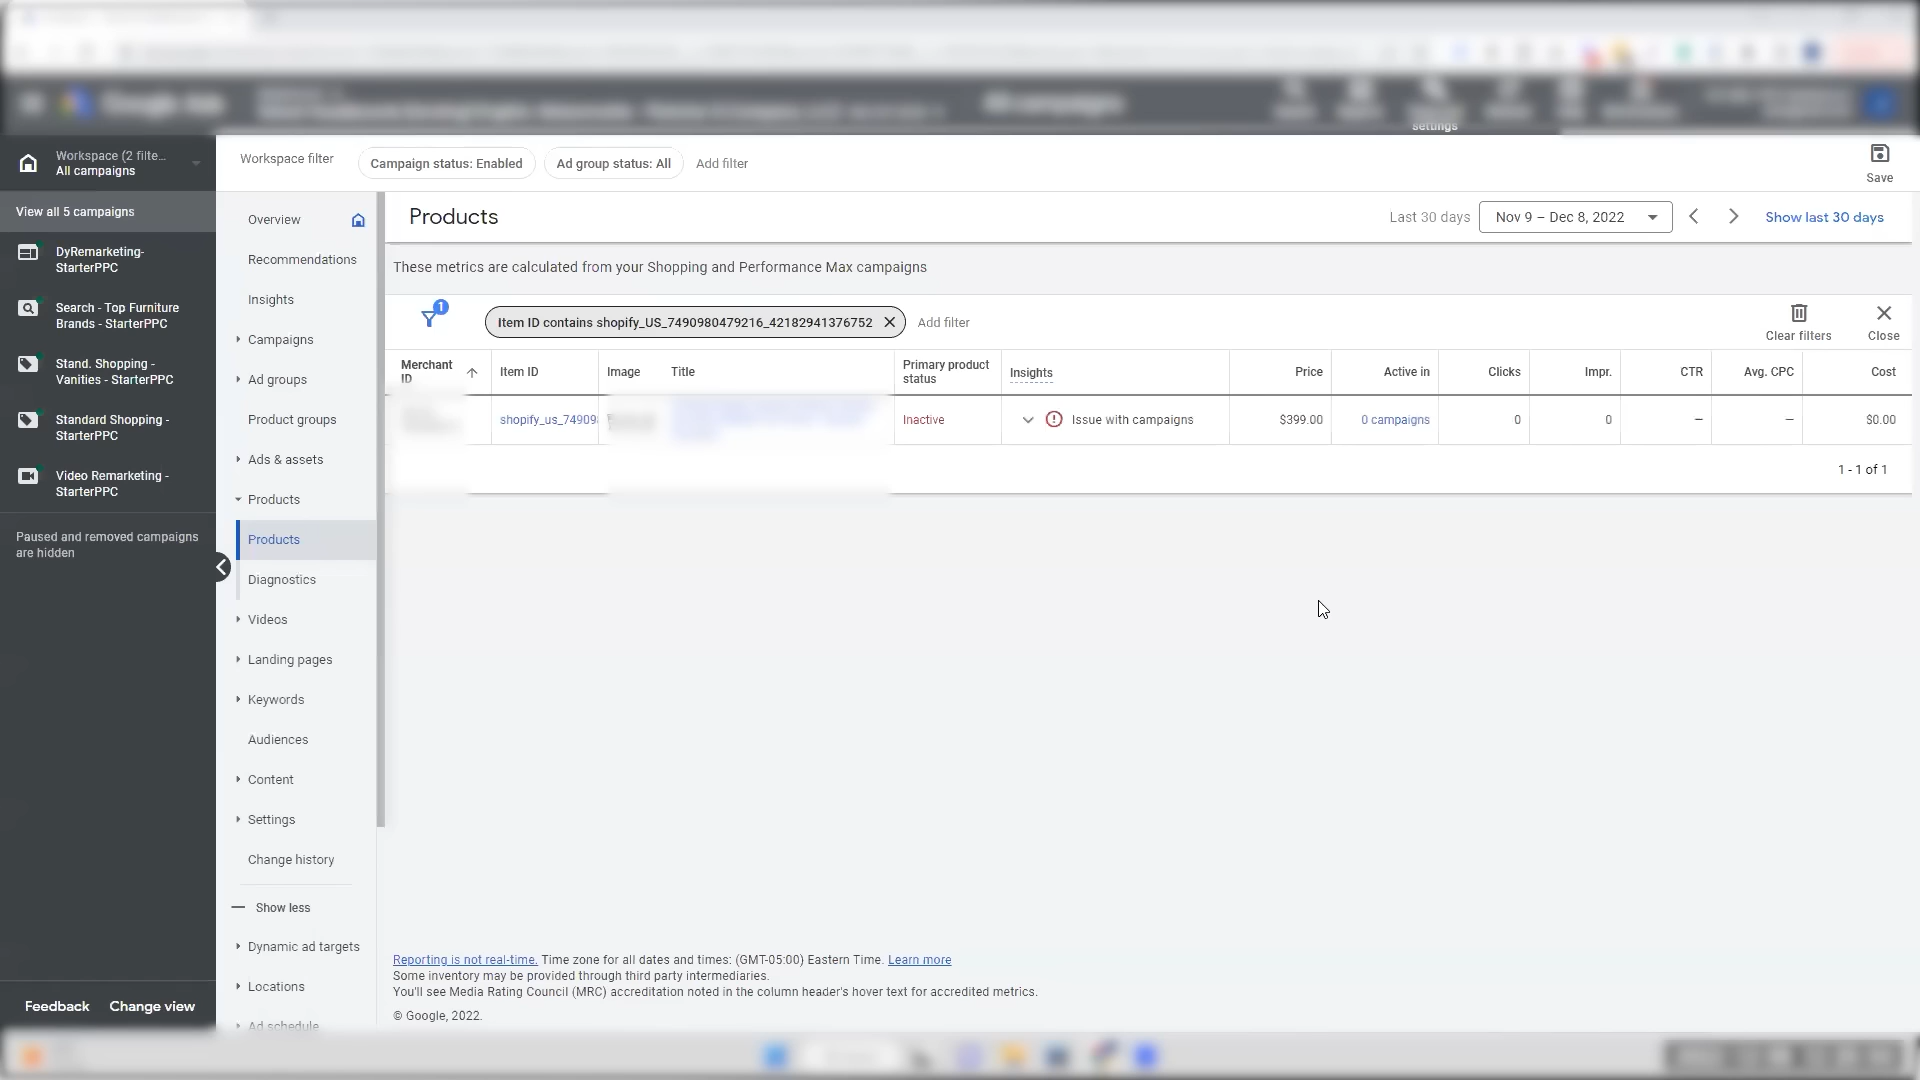 settings
Workspace (2 filte...
All campaigns
View all 5 campaigns
DyRemarketing-
StarterPPC
Search - Top Furniture
Brands - StarterPPC
Stand. Shopping -
Vanities - StarterPPC
Standard Shopping -
StarterPPC
Video Remarketing -
StarterPPC
Paused and removed campaigns
are hidden
Feedback Change view
Workspace filter
Campaign status: Enabled
Ad group status: All
Add filter
Save
Overview
Recommendations
Insights
Campaigns
Ad groups
Product groups
Ads & assets
Products
Products
Diagnostics
Videos
Landing pages
Keywords
Audiences
Content
Settings
Change history
Show less
Dynamic ad targets
Locations
Ad schedule
Products
Last 30 days
Nov 9 – Dec 8, 2022
Show last 30 days
These metrics are calculated from your Shopping and Performance Max campaigns
1
Item ID contains shopify_US_7490980479216_42182941376752
Add filter
Clear filters
Close
Merchant
ID
Item ID
Image
Title
Primary product
status
Insights
Price
Active in
Clicks
Impr.
CTR
Avg. CPC
Cost
shopify_us_74909
Inactive
Issue with campaigns
$399.00
0 campaigns
0
0
–
–
$0.00
1 - 1 of 1
Reporting is not real-time. Time zone for all dates and times: (GMT-05:00) Eastern Time. Learn more
Some inventory may be provided through third party intermediaries.
You'll see Media Rating Council (MRC) accreditation noted in the column header's hover text for accredited metrics.
© Google, 2022.